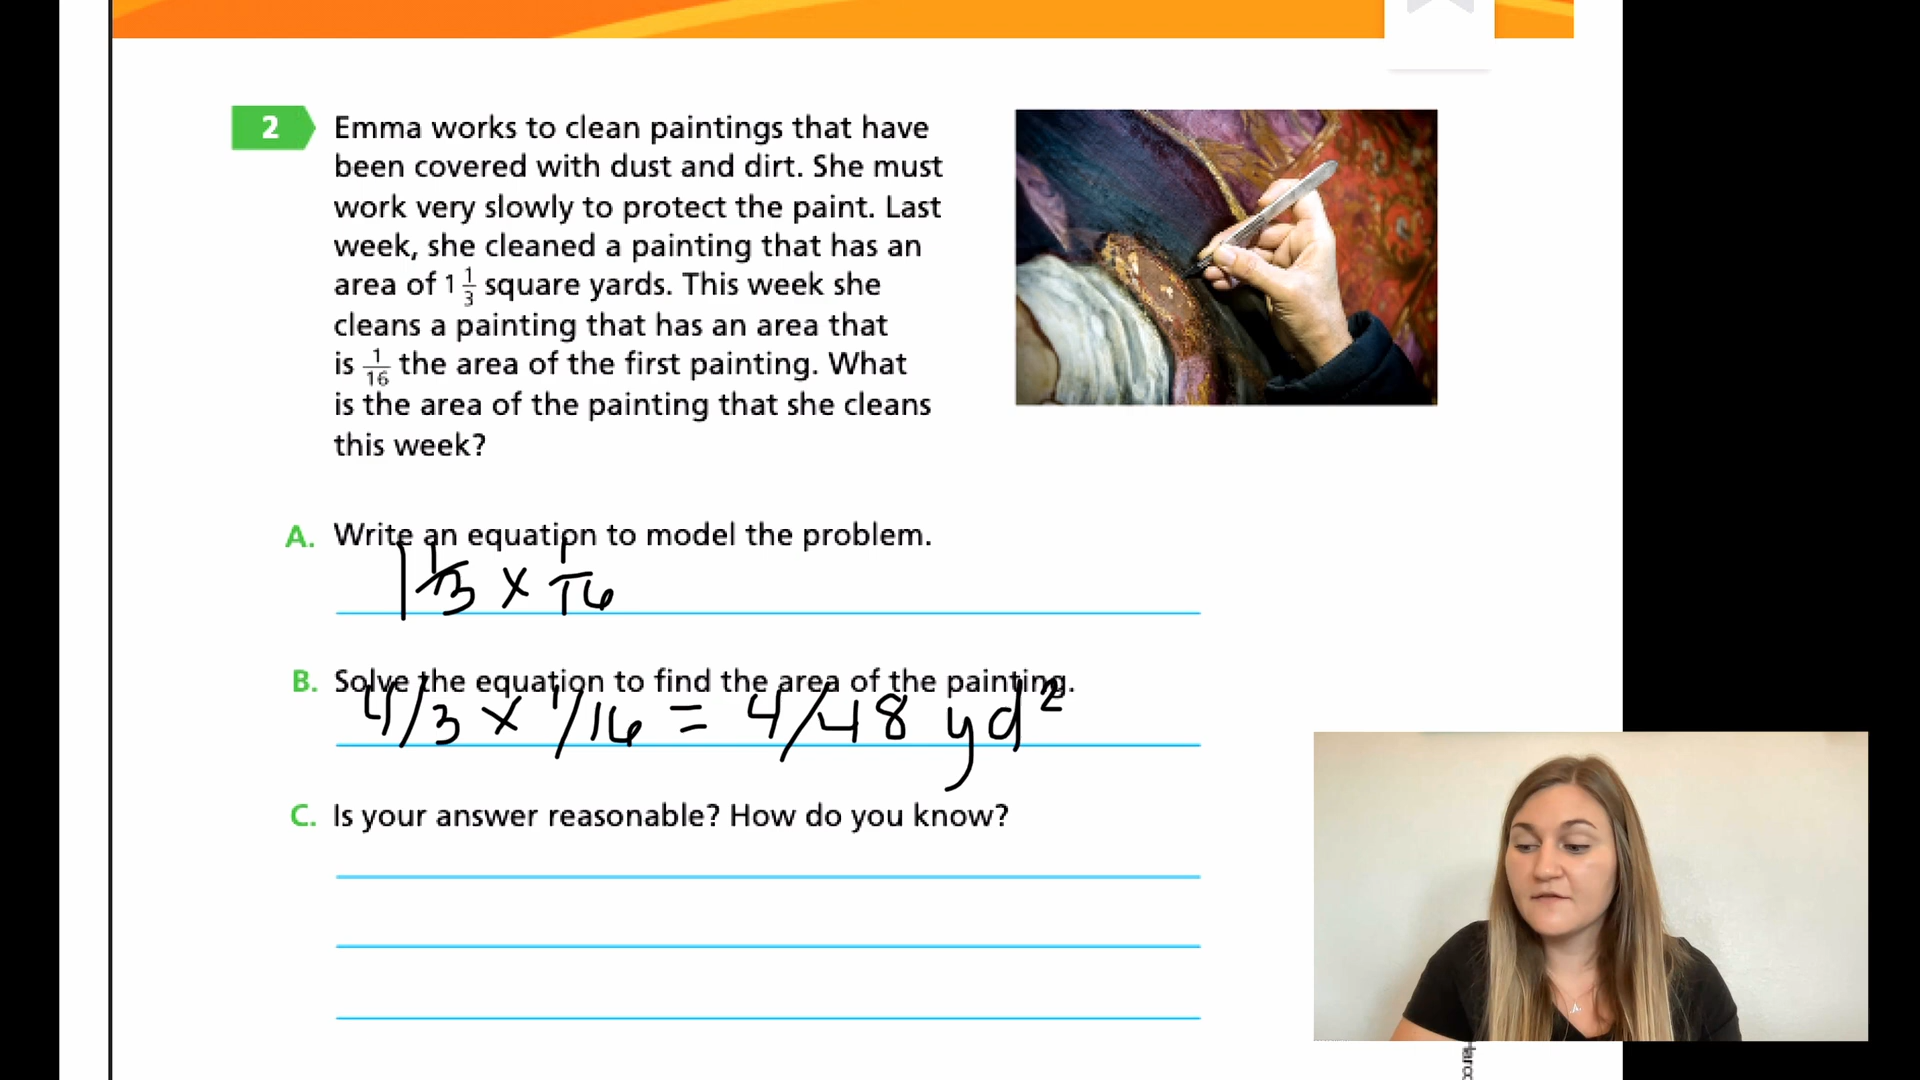 2
Emma works to clean paintings that have
been covered with dust and dirt. She must
work very slowly to protect the paint. Last
week, she cleaned a painting that has an
area of 1 1/3 square yards. This week she
cleans a painting that has an area that
is 1/16 the area of the first painting. What
is the area of the painting that she cleans
this week?
A. Write an equation to model the problem.
1 1/3 x 1/16
B. Solve the equation to find the area of the painting.
4/3 x 1/16 = 4/48 yd²
C. Is your answer reasonable? How do you know?